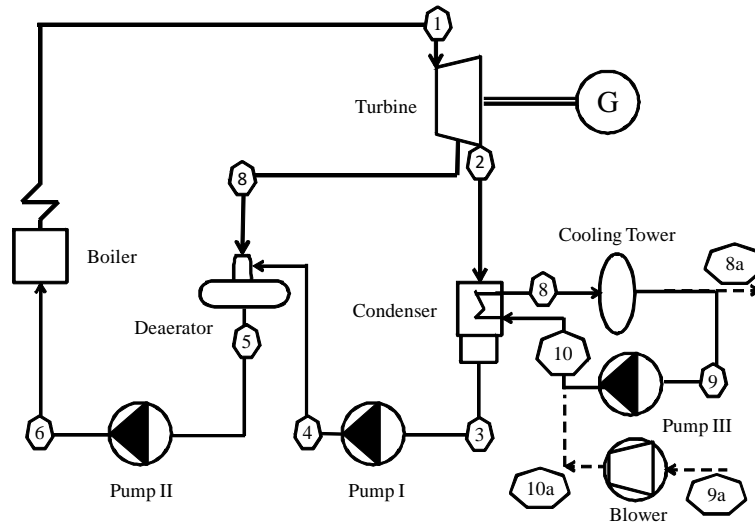 1
Turbine
G
2
8
Cooling Tower
8a
Boiler
Condenser
8
Deaerator
5
10
9
6
4
3
Pump III
Pump II
Pump I
10a
9a
Blower